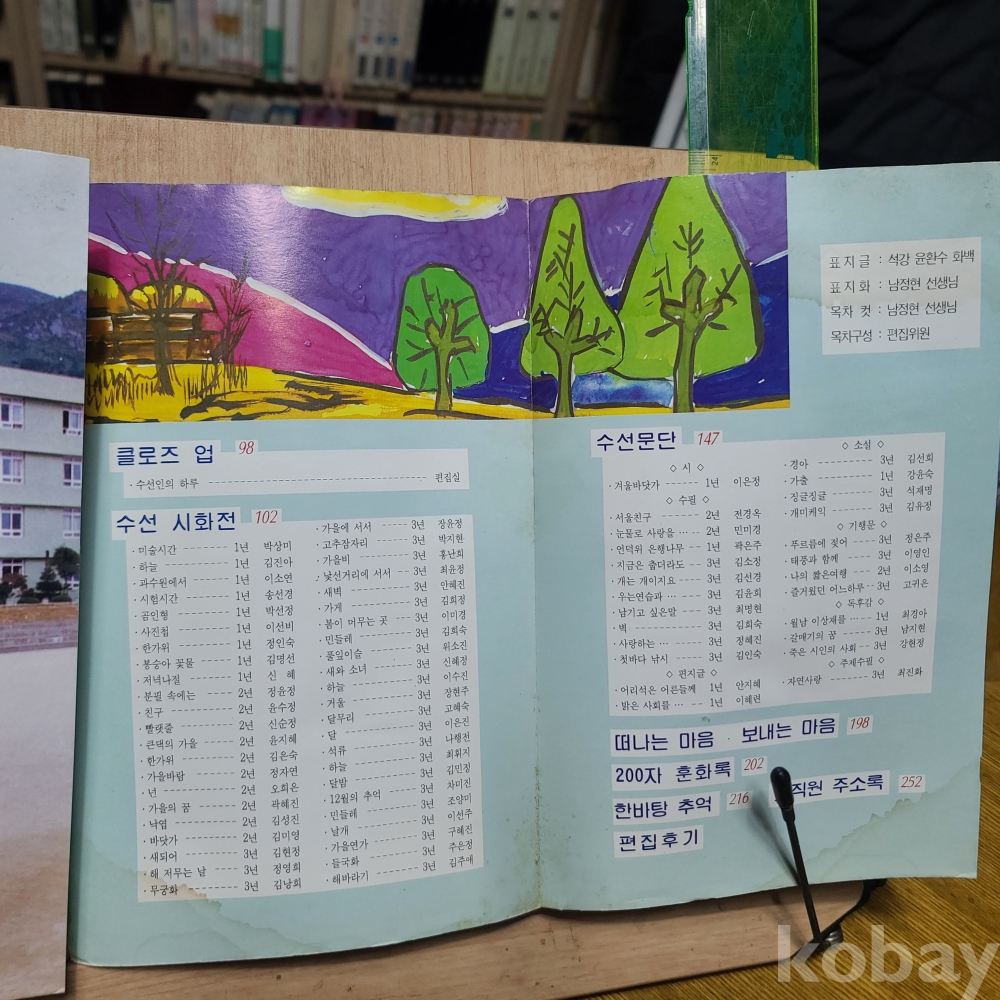 표 지 글 : 석강 윤환수 화백
표 지 화 : 남정현 선생님
목차 컷 : 남정현 선생님
목차구성 : 편집위원
클로즈 업 98
· 수선인의 하루 편집실
수선 시화전 102
· 미술시간 1년 박상미
· 하늘 1년 김진아
· 과수원에서 1년 이소연
· 시험시간 1년 송선경
· 곰인형 1년 박선정
· 사진첩 1년 이선비
· 한가위 1년 정인숙
· 봉숭아 꽃물 1년 김명선
· 저녁나절 1년 신 혜
· 분필 속에는 2년 정윤정
· 친구 2년 윤수정
· 빨랫줄 2년 신순정
· 큰댁의 가을 2년 윤지혜
· 한가위 2년 김은숙
· 가을바람 2년 정자연
· 넌 2년 오희은
· 가을의 꿈 2년 곽혜진
· 낙엽 2년 김성진
· 바닷가 2년 김미영
· 새되어 3년 김현정
· 해 저무는 날 3년 정영희
· 무궁화 3년 김낭희
· 가을에 서서 3년 장윤정
· 고추잠자리 3년 박지현
· 가을비 3년 홍난희
· 낯선거리에 서서 3년 최윤정
· 새벽 3년 안혜진
· 가게 3년 김희정
· 봄이 머무는 곳 3년 이미경
· 민들레 3년 김희숙
· 풀잎이슬 3년 위소진
· 새와 소녀 3년 신혜정
· 하늘 3년 이수진
· 겨울 3년 장현주
· 달무리 3년 고혜숙
· 달 3년 이은진
· 석류 3년 나행전
· 하늘 3년 최휘지
· 달밤 3년 김민정
· 12월의 추억 3년 차미진
· 민들레 3년 조양미
· 날개 3년 이선주
· 가을연가 3년 구혜진
· 들국화 3년 주은정
· 해바라기 3년 김주애
수선문단 147
◇ 시 ◇
· 겨울바닷가 1년 이은정
◇ 수필 ◇
· 서울친구 2년 전경옥
· 눈물로 사랑을 … 2년 민미경
· 언덕위 은행나무 1년 곽은주
· 지금은 춥더라도 3년 김소정
· 개는 개이지요 3년 김선경
· 우는연습과 … 3년 김윤희
· 남기고 싶은말 3년 최명현
· 벽 3년 김희숙
· 사랑하는 … 3년 정혜진
· 첫바다 낚시 3년 김인숙
◇ 편지글 ◇
· 어리석은 어른들께 1년 안지혜
· 밝은 사회를 … 1년 이혜련
◇ 소설 ◇
· 경아 3년 김선희
· 가출 1년 강윤숙
· 징글징글 3년 석재명
· 개미케익 3년 김유정
◇ 기행문 ◇
· 푸르름에 젖어 3년 정은주
· 태풍과 함께 3년 이영인
· 나의 짧은여행 2년 이소영
· 즐거웠던 어느하루 3년 고귀은
◇ 독후감 ◇
· 월남 이상재를 … 1년 최경아
· 갈매기의 꿈 3년 남지현
· 죽은 시인의 사회 3년 강현정
◇ 주제수필 ◇
· 자연사랑 3년 최진화
떠나는 마음 · 보내는 마음 198
200자 훈화록 202
한바탕 추억 216
직원 주소록 252
편집후기
kobay